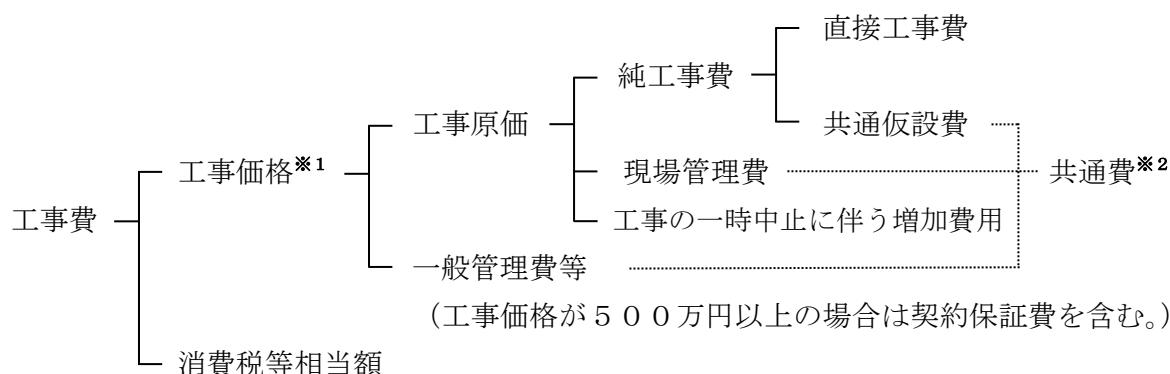 直接工事費
純工事費
工事原価
共通仮設費
工事価格※1
現場管理費
共通費※2
工事費
工事の一時中止に伴う増加費用
一般管理費等
(工事価格が500万円以上の場合は契約保証費を含む。)
消費税等相当額